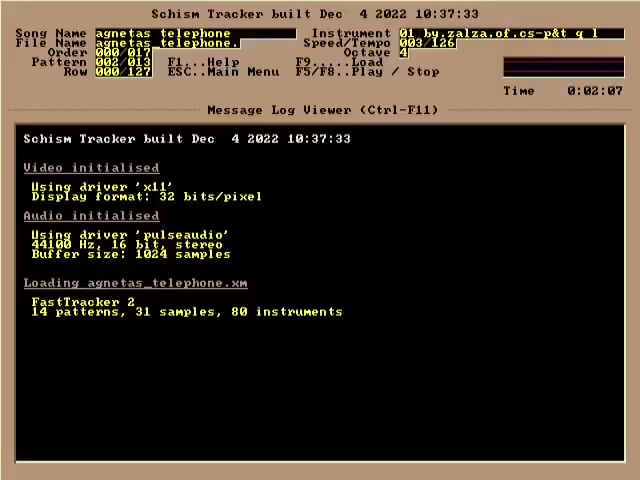 Schism Tracker built Dec  4 2022 10:37:33
Song Name agnetas telephone Instrument 01 by.zalza.of.cs-p&t q l
File Name agnetas_telephone. Speed/Tempo 003/126
Order 000/017 Octave 4
Pattern 002/013 F1...Help F9.....Load
Row 000/127 ESC..Main Menu F5/F8..Play / Stop
Time 0:02:07
Message Log Viewer (Ctrl-F11)
Schism Tracker built Dec  4 2022 10:37:33
Video initialised
Using driver 'x11'
Display format: 32 bits/pixel
Audio initialised
Using driver 'pulseaudio'
44100 Hz, 16 bit, stereo
Buffer size: 1024 samples
Loading agnetas_telephone.xm
FastTracker 2
14 patterns, 31 samples, 80 instruments